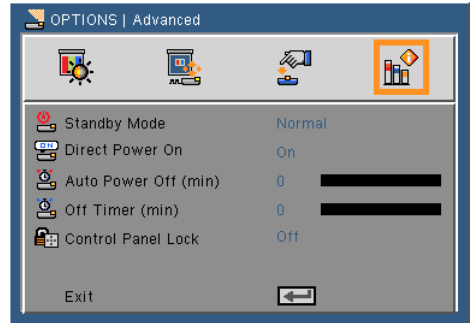 OPTIONS | Advanced
Standby Mode Normal
ON
Direct Power On On
Auto Power Off (min) 0
Off Timer (min) 0
Control Panel Lock Off
Exit